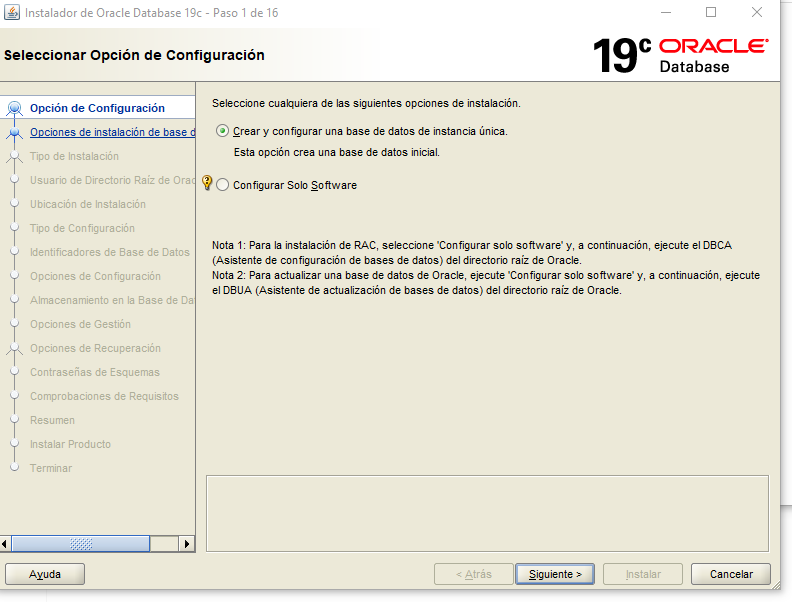 Instalador de Oracle Database 19c - Paso 1 de 16
Seleccionar Opción de Configuración
19c ORACLE
Database
Opción de Configuración
Opciones de instalación de base d
Tipo de Instalación
Usuario de Directorio Raíz de Orac
Ubicación de Instalación
Tipo de Configuración
Identificadores de Base de Datos
Opciones de Configuración
Almacenamiento en la Base de Da
Opciones de Gestión
Opciones de Recuperación
Contraseñas de Esquemas
Comprobaciones de Requisitos
Resumen
Instalar Producto
Terminar
Seleccione cualquiera de las siguientes opciones de instalación.
Crear y configurar una base de datos de instancia única.
Esta opción crea una base de datos inicial.
Configurar Solo Software
Nota 1: Para la instalación de RAC, seleccione 'Configurar solo software' y, a continuación, ejecute el DBCA
(Asistente de configuración de bases de datos) del directorio raíz de Oracle.
Nota 2: Para actualizar una base de datos de Oracle, ejecute 'Configurar solo software' y, a continuación, ejecute
el DBUA (Asistente de actualización de bases de datos) del directorio raíz de Oracle.
Ayuda
< Atrás
Siguiente >
Instalar
Cancelar